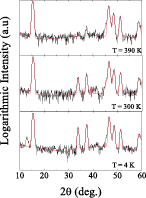 Logarithmic Intensity (a.u)
T = 390 K
T = 300 K
T = 4 K
10 20 30 40 50 60
2θ (deg.)